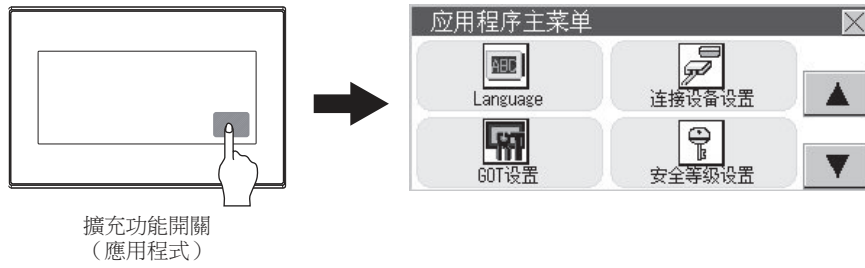 应用程序主菜单
ABC
Language
连接设备设置
GOT设置
安全等级设置
擴充功能開關
（應用程式）